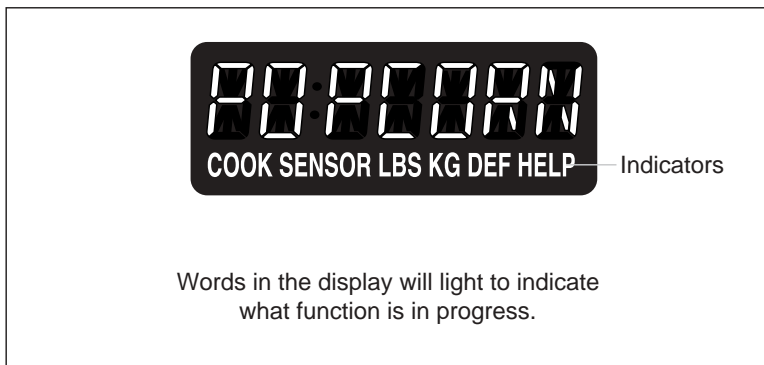 POPCORN
COOK SENSOR LBS KG DEF HELP
Indicators
Words in the display will light to indicate
what function is in progress.